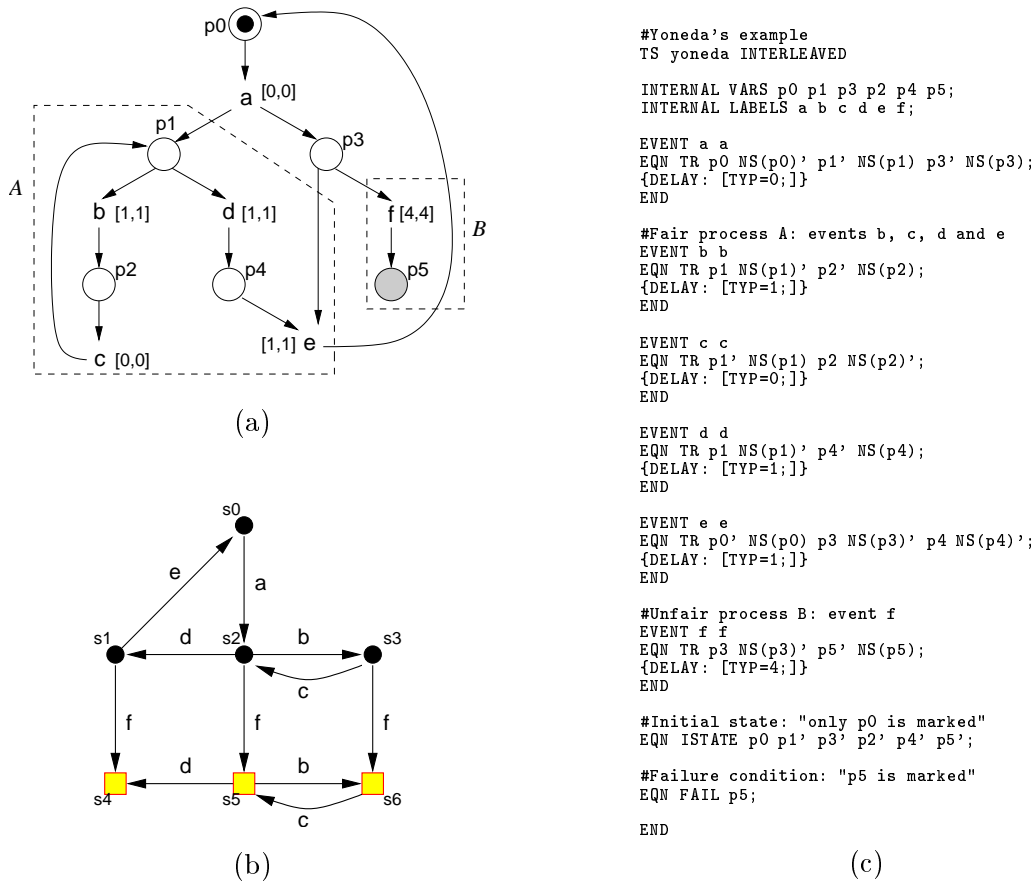 p0
a [0,0]
p1
p3
A
b [1,1]
d [1,1]
f [4,4]
B
p2
p4
p5
[1,1] e
c [0,0]
(a)
s0
e
a
s1
d
s2
b
s3
c
f
f
f
d
b
s4
s5
s6
c
(b)
#Yoneda's example
TS yoneda INTERLEAVED
INTERNAL VARS p0 p1 p3 p2 p4 p5;
INTERNAL LABELS a b c d e f;
EVENT a a
EQN TR p0 NS(p0)' p1' NS(p1) p3' NS(p3);
{DELAY: [TYP=0;]}
END
#Fair process A: events b, c, d and e
EVENT b b
EQN TR p1 NS(p1)' p2' NS(p2);
{DELAY: [TYP=1;]}
END
EVENT c c
EQN TR p1' NS(p1) p2 NS(p2)';
{DELAY: [TYP=0;]}
END
EVENT d d
EQN TR p1 NS(p1)' p4' NS(p4);
{DELAY: [TYP=1;]}
END
EVENT e e
EQN TR p0' NS(p0) p3 NS(p3)' p4 NS(p4)';
{DELAY: [TYP=1;]}
END
#Unfair process B: event f
EVENT f f
EQN TR p3 NS(p3)' p5' NS(p5);
{DELAY: [TYP=4;]}
END
#Initial state: "only p0 is marked"
EQN ISTATE p0 p1' p3' p2' p4' p5';
#Failure condition: "p5 is marked"
EQN FAIL p5;
END
(c)